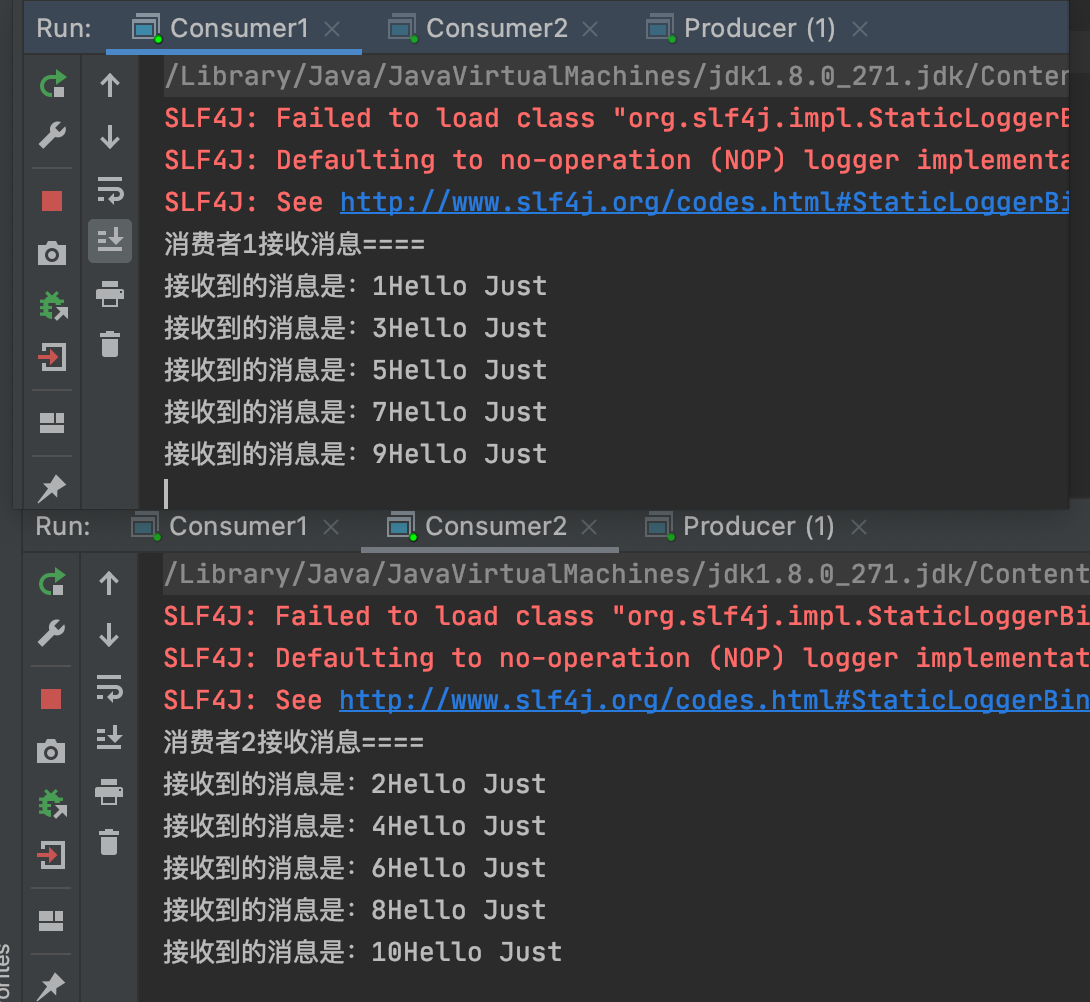 Run: Consumer1 Consumer2 Producer (1)
/Library/Java/JavaVirtualMachines/jdk1.8.0_271.jdk/Conten
SLF4J: Failed to load class "org.slf4j.impl.StaticLoggerB
SLF4J: Defaulting to no-operation (NOP) logger implementa
SLF4J: See http://www.slf4j.org/codes.html#StaticLoggerBi
消费者1接收消息====
接收到的消息是：1Hello Just
接收到的消息是：3Hello Just
接收到的消息是：5Hello Just
接收到的消息是：7Hello Just
接收到的消息是：9Hello Just
Run: Consumer1 Consumer2 Producer (1)
/Library/Java/JavaVirtualMachines/jdk1.8.0_271.jdk/Content
SLF4J: Failed to load class "org.slf4j.impl.StaticLoggerBi
SLF4J: Defaulting to no-operation (NOP) logger implementat
SLF4J: See http://www.slf4j.org/codes.html#StaticLoggerBin
消费者2接收消息====
接收到的消息是：2Hello Just
接收到的消息是：4Hello Just
接收到的消息是：6Hello Just
接收到的消息是：8Hello Just
接收到的消息是：10Hello Just